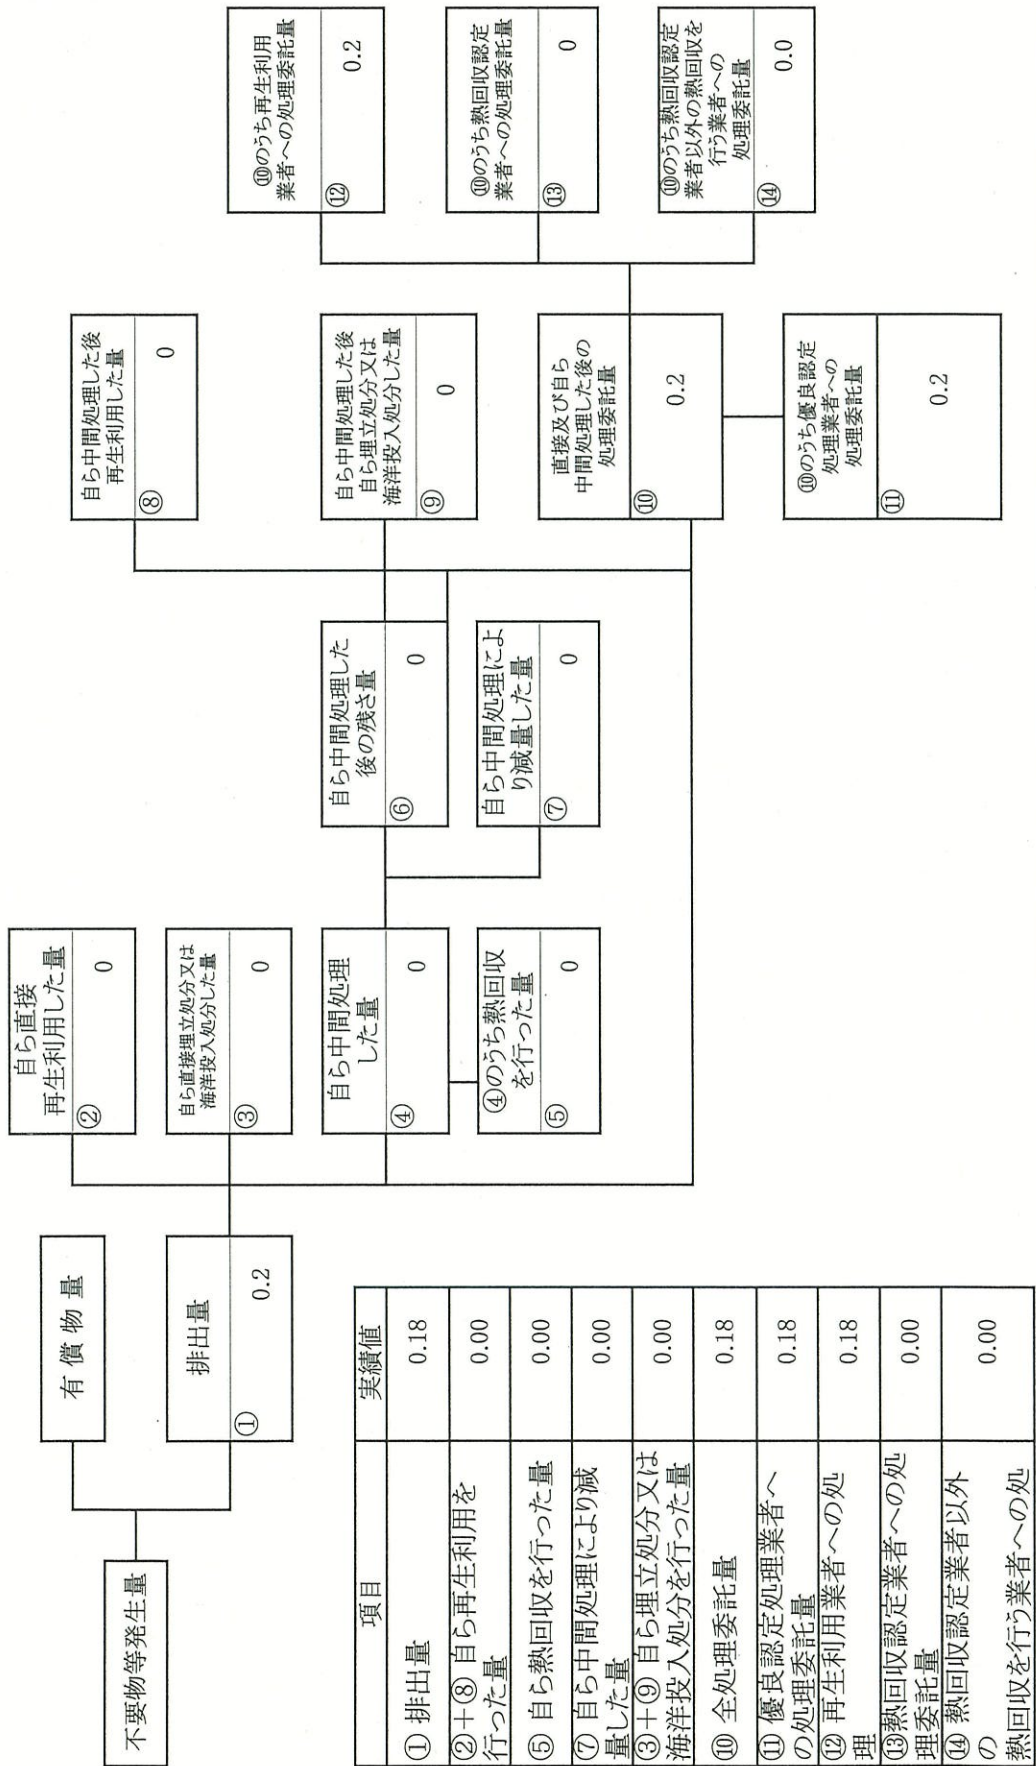 不要物等発生量
有償物量
排出量
① 0.2
自ら直接
再生利用した量
② 0
自ら直接埋立処分又は
海洋投入処分した量
③ 0
自ら中間処理
した量
④ 0
④のうち熱回収
を行った量
⑤ 0
自ら中間処理した
後の残さ量
⑥ 0
自ら中間処理によ
り減量した量
⑦ 0
自ら中間処理した後
再生利用した量
⑧ 0
自ら中間処理した後
自ら埋立処分又は
海洋投入処分した量
⑨ 0
直接及び自ら
中間処理した後の
処理委託量
⑩ 0.2
⑩のうち優良認定
処理業者への
処理委託量
⑪ 0.2
⑩のうち再生利用
業者への処理委託量
⑫ 0.2
⑩のうち熱回収認定
業者への処理委託量
⑬ 0
⑩のうち熱回収認定
業者以外の熱回収を
行う業者への
処理委託量
⑭ 0.0
項目 実績値
① 排出量 0.18
②+⑧ 自ら再生利用を
行った量 0.00
⑤ 自ら熱回収を行った量 0.00
⑦ 自ら中間処理により減
量した量 0.00
③+⑨ 自ら埋立処分又は
海洋投入処分を行った量 0.00
⑩ 全処理委託量 0.18
⑪ 優良認定処理業者へ
の処理委託量 0.18
⑫ 再生利用業者への処
理 0.18
⑬熱回収認定業者への処
理委託量 0.00
⑭ 熱回収認定業者以外
の
熱回収を行う業者への処 0.00